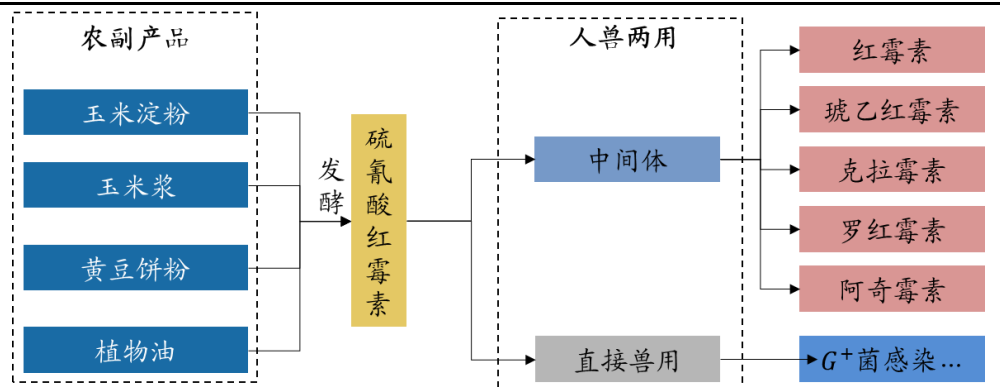 农副产品
玉米淀粉
玉米浆
黄豆饼粉
植物油
发酵
硫氰酸红霉素
人兽两用
中间体
直接兽用
红霉素
琥乙红霉素
克拉霉素
罗红霉素
阿奇霉素
G⁺菌感染…